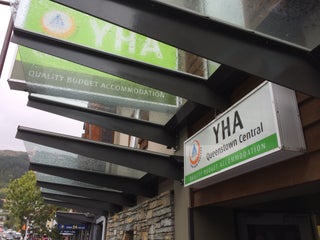 YHA
QUALITY BUDGET ACCOMMODATION
YHA
Queenstown Central
QUALITY BUDGET ACCOMMODATION